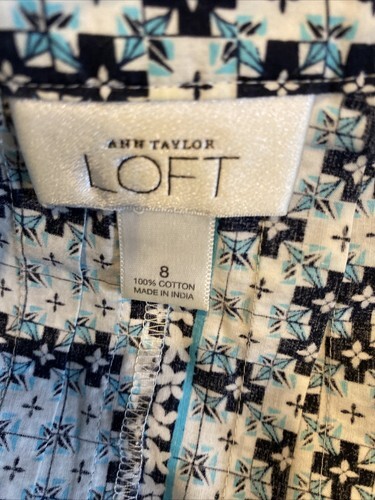 ANN TAYLOR
LOFT
8
100% COTTON
MADE IN INDIA